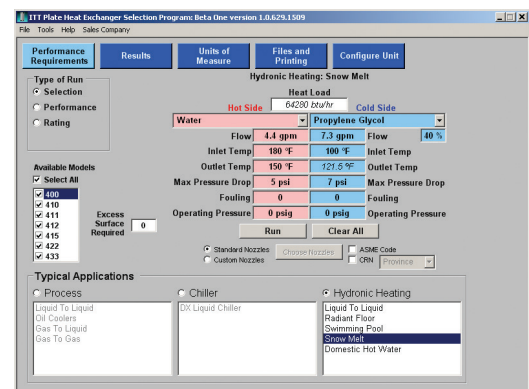 ITT Plate Heat Exchanger Selection Program: Beta One version 1.0.629.1509
File Tools Help Sales Company
Performance Requirements
Results
Units of Measure
Files and Printing
Configure Unit
Type of Run
Selection
Performance
Rating
Hydronic Heating: Snow Melt
Heat Load
Hot Side 64280 btu/hr Cold Side
Water Propylene Glycol
Flow 4.4 gpm 7.3 gpm Flow 40 %
Inlet Temp 180 °F 100 °F Inlet Temp
Outlet Temp 150 °F 121.5 °F Outlet Temp
Max Pressure Drop 5 psi 7 psi Max Pressure Drop
Fouling 0 0 Fouling
Operating Pressure 0 psig 0 psig Operating Pressure
Available Models
Select All
400
410
411
412
415
422
433
Excess Surface Required 0
Run Clear All
Standard Nozzles
Custom Nozzles
Choose Nozzles
ASME Code
CRN Province
Typical Applications
Process
Liquid To Liquid
Oil Coolers
Gas To Liquid
Gas To Gas
Chiller
DX Liquid Chiller
Hydronic Heating
Liquid To Liquid
Radiant Floor
Swimming Pool
Snow Melt
Domestic Hot Water